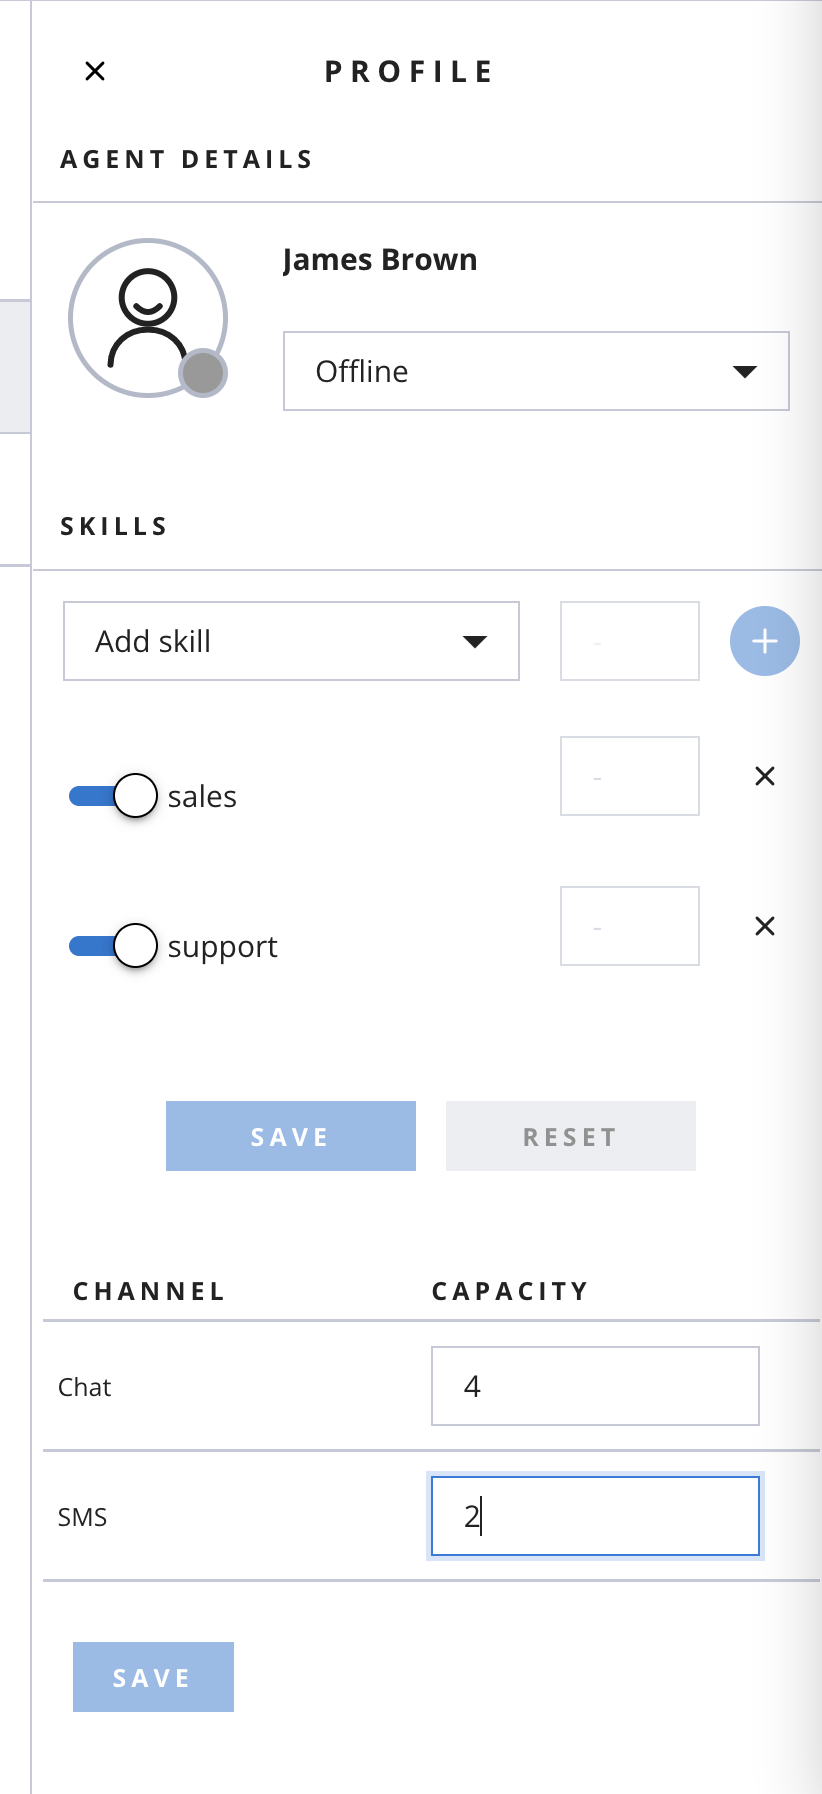 PROFILE
AGENT DETAILS
James Brown
Offline
SKILLS
Add skill -
sales -
support -
SAVE RESET
CHANNEL CAPACITY
Chat 4
SMS 2
SAVE